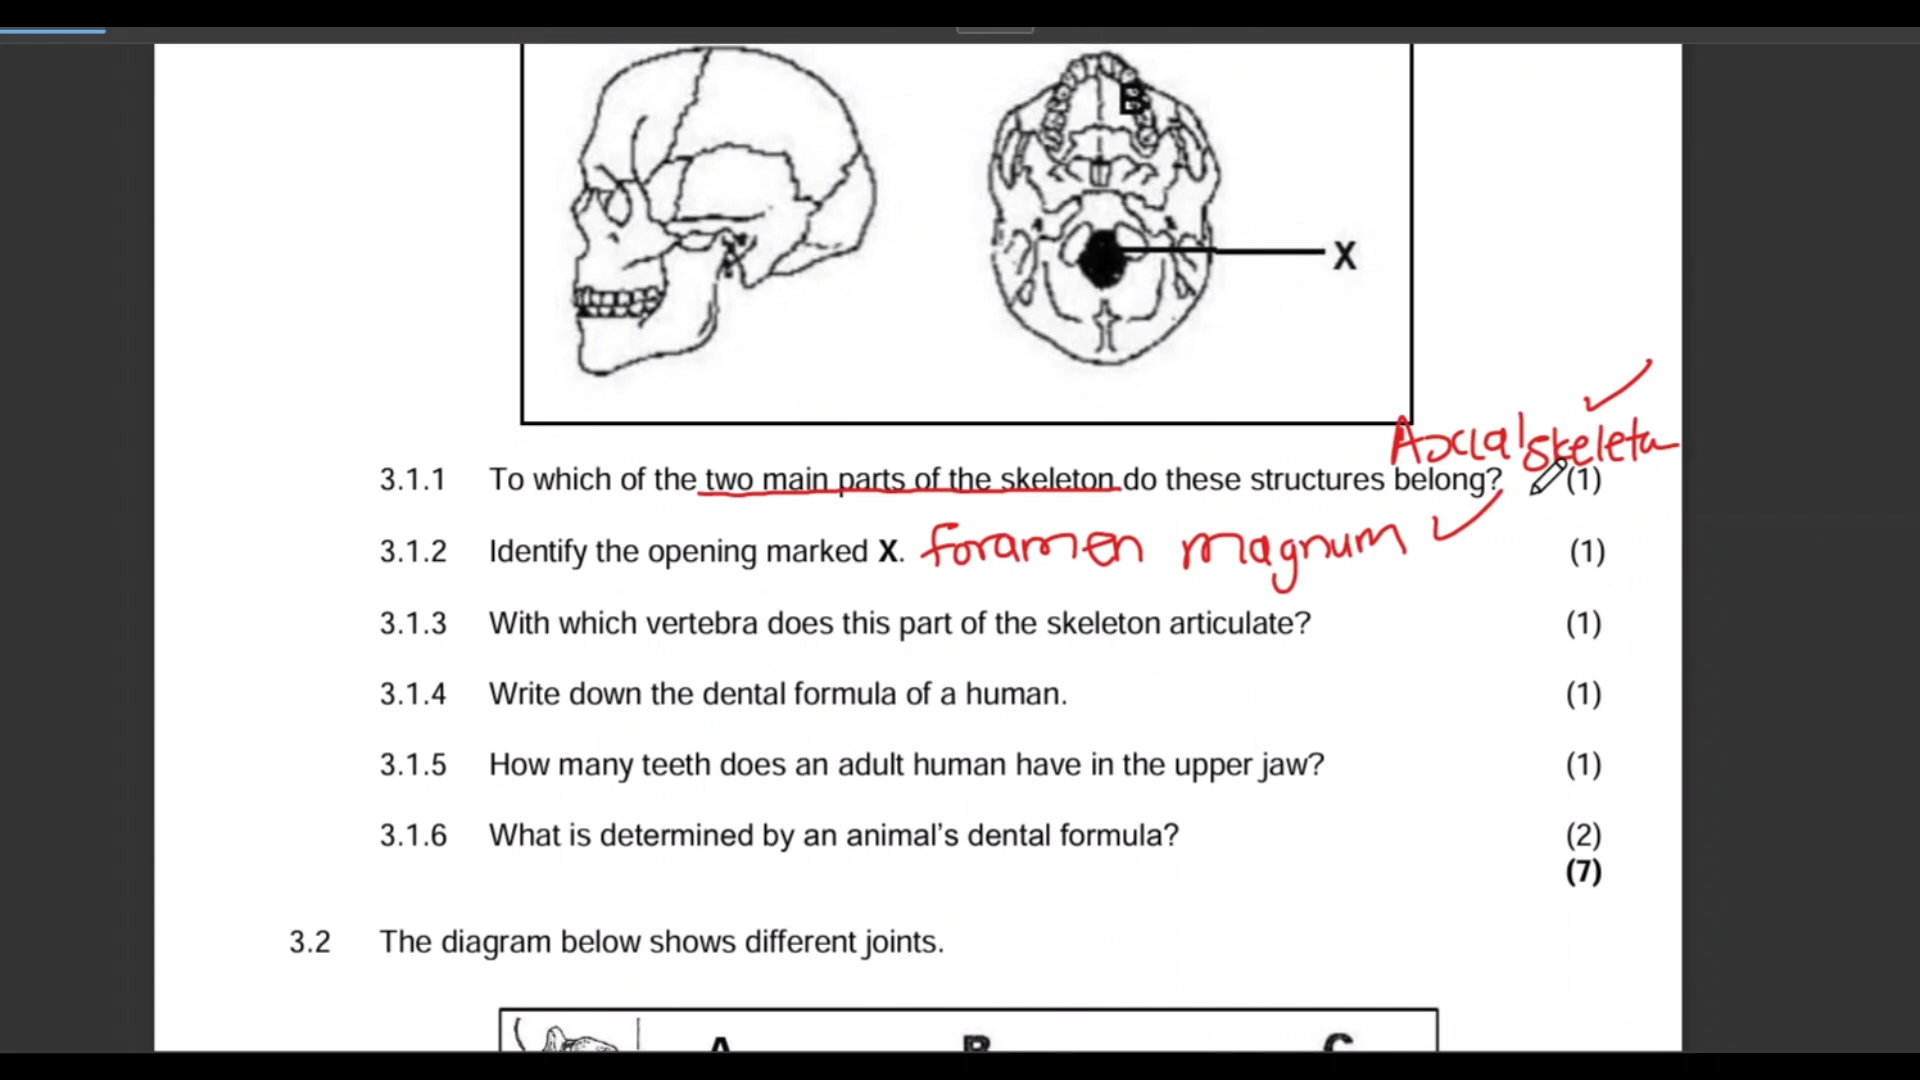 B
X
Axial skeleto
3.1.1 To which of the two main parts of the skeleton do these structures belong? (1)
3.1.2 Identify the opening marked X. foramen magnum (1)
3.1.3 With which vertebra does this part of the skeleton articulate? (1)
3.1.4 Write down the dental formula of a human. (1)
3.1.5 How many teeth does an adult human have in the upper jaw? (1)
3.1.6 What is determined by an animal’s dental formula? (2)
(7)
3.2 The diagram below shows different joints.
A B C